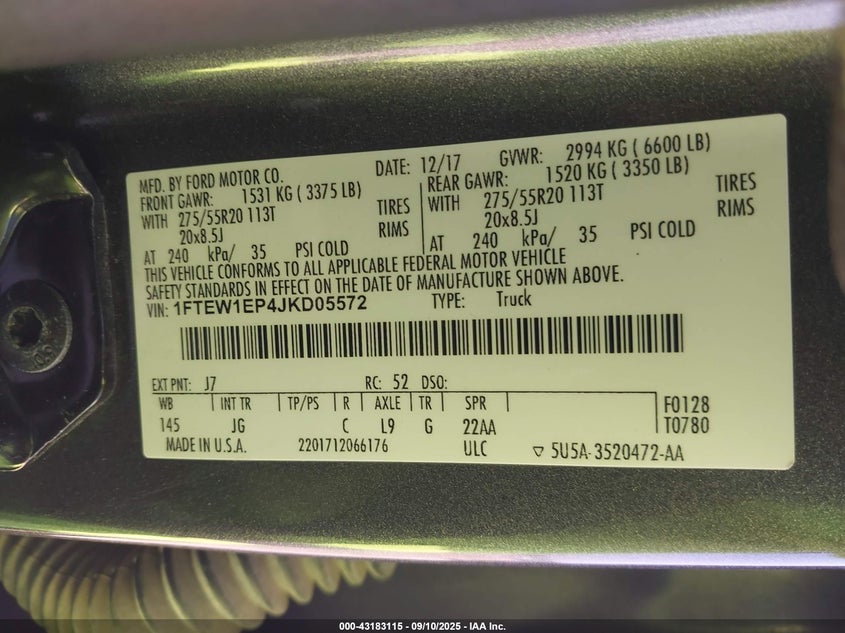 MFD. BY FORD MOTOR CO. DATE: 12/17 GVWR: 2994 KG ( 6600 LB)
FRONT GAWR: 1531 KG ( 3375 LB) REAR GAWR: 1520 KG ( 3350 LB)
WITH 275/55R20 113T TIRES WITH 275/55R20 113T TIRES
20x8.5J RIMS 20x8.5J RIMS
AT 240 kPa/ 35 PSI COLD AT 240 kPa/ 35 PSI COLD
THIS VEHICLE CONFORMS TO ALL APPLICABLE FEDERAL MOTOR VEHICLE
SAFETY STANDARDS IN EFFECT ON THE DATE OF MANUFACTURE SHOWN ABOVE.
VIN: 1FTEW1EP4JKD05572 TYPE: Truck
EXT PNT: J7 RC: 52 DSO:
WB INT TR TP/PS R AXLE TR SPR F0128
145 JG C L9 G 22AA T0780
MADE IN U.S.A. 2201712066176 ULC ▽ 5U5A-3520472-AA
000-43183115 - 09/10/2025 - IAA Inc.